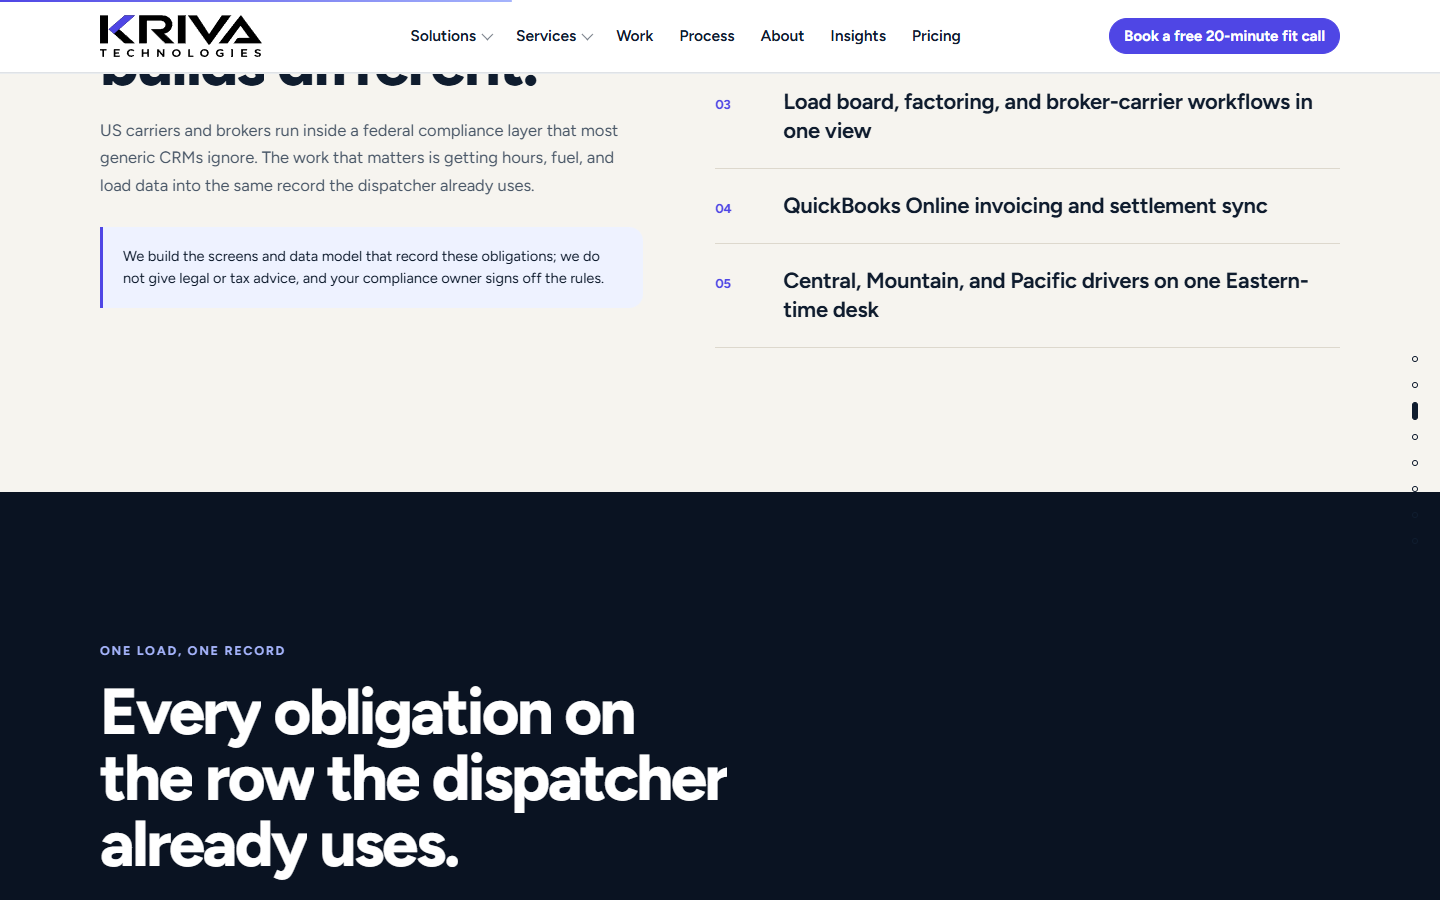 KRIVA
TECHNOLOGIES
Solutions
Services
Work
Process
About
Insights
Pricing
Book a free 20-minute fit call
builds different.
US carriers and brokers run inside a federal compliance layer that most
generic CRMs ignore. The work that matters is getting hours, fuel, and
load data into the same record the dispatcher already uses.
We build the screens and data model that record these obligations; we do
not give legal or tax advice, and your compliance owner signs off the rules.
03
Load board, factoring, and broker-carrier workflows in
one view
04
QuickBooks Online invoicing and settlement sync
05
Central, Mountain, and Pacific drivers on one Eastern-
time desk
ONE LOAD, ONE RECORD
Every obligation on
the row the dispatcher
already uses.